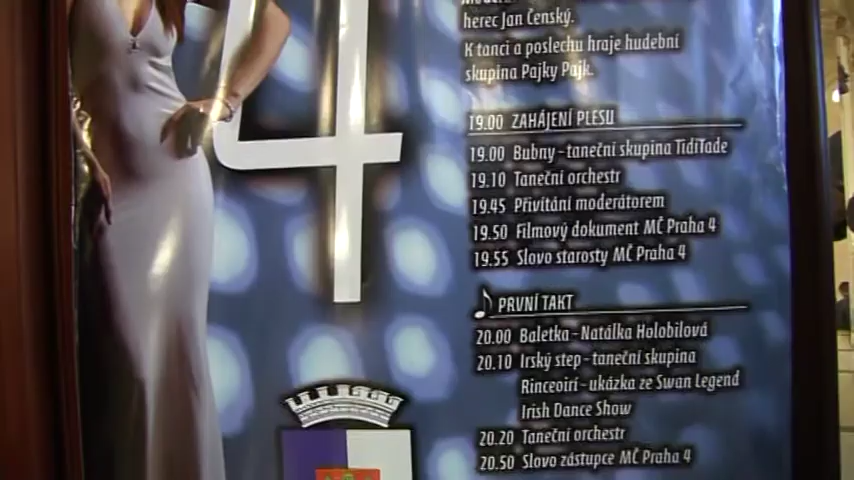 4
herec Jan Čenský.
K tanci a poslechu hraje hudební
skupina Pajky Pajk.
19.00 ZAHÁJENÍ PLESU
19.00 Bubny – taneční skupina TidiTade
19.10 Taneční orchestr
19.45 Přivítání moderátorem
19.50 Filmový dokument MČ Praha 4
19.55 Slovo starosty MČ Praha 4
PRVNÍ TAKT
20.00 Baletka – Natálka Holobilová
20.10 Irský step – taneční skupina
Rinceoirí – ukázka ze Swan Legend
Irish Dance Show
20.20 Taneční orchestr
20.50 Slovo zástupce MČ Praha 4